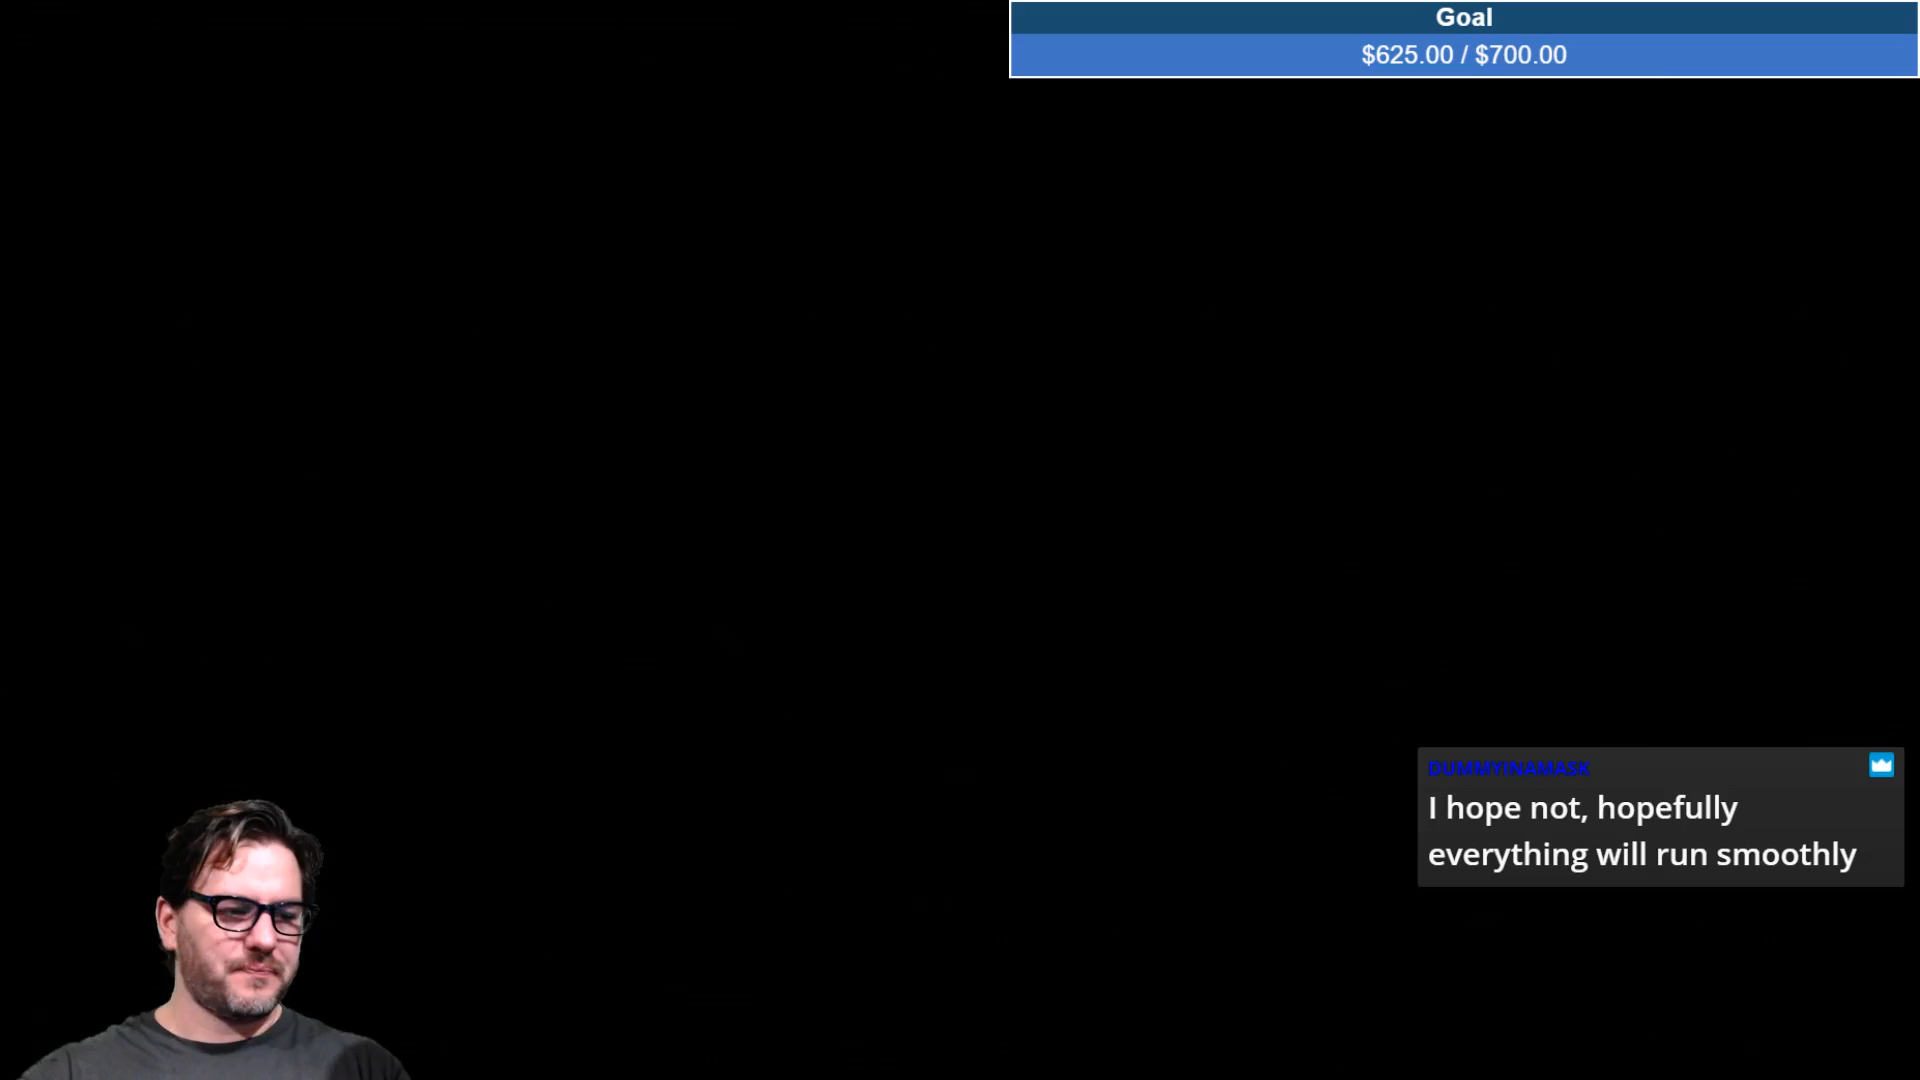 Goal
$625.00 / $700.00
DUMMYINAMASK
I hope not, hopefully
everything will run smoothly